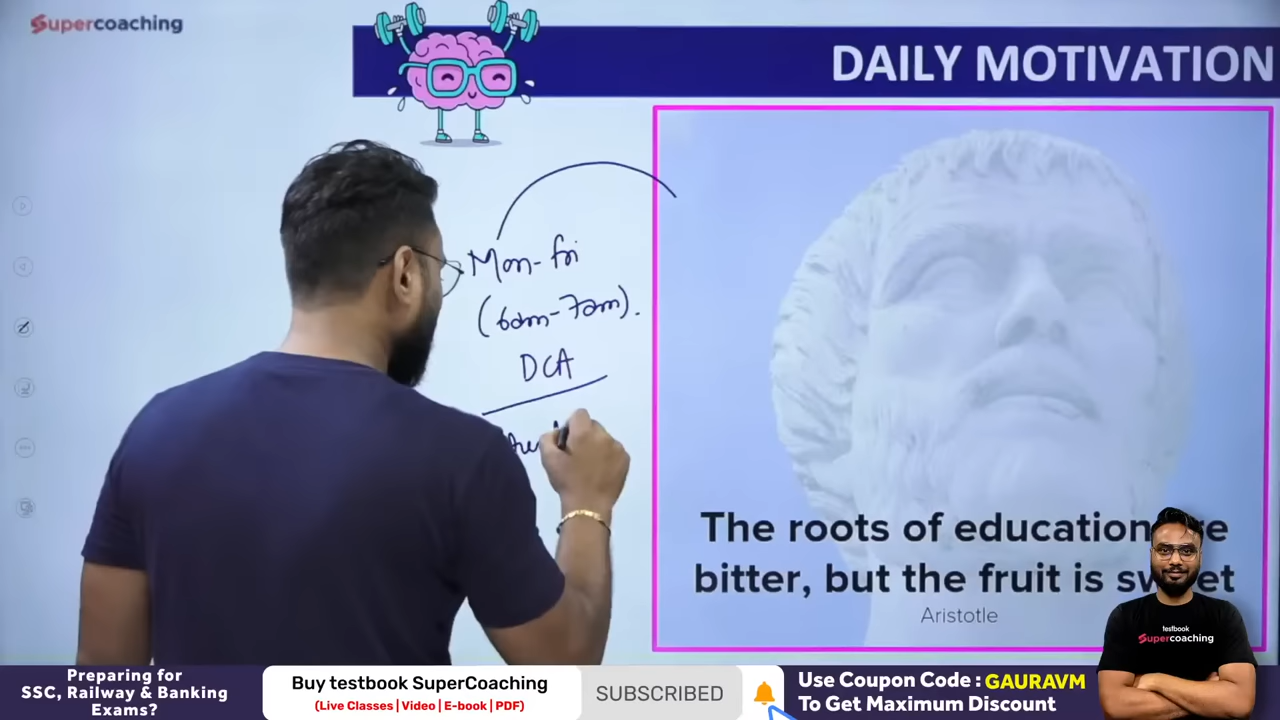 Supercoaching
DAILY MOTIVATION
Mon-fri
(6am-7am).
DCA
The roots of education
bitter, but the fruit is
Aristotle
testbook
Supercoaching
Preparing for
SSC, Railway & Banking
Exams?
Buy testbook SuperCoaching
(Live Classes | Video | E-book | PDF)
SUBSCRIBED
Use Coupon Code : GAURAVM
To Get Maximum Discount